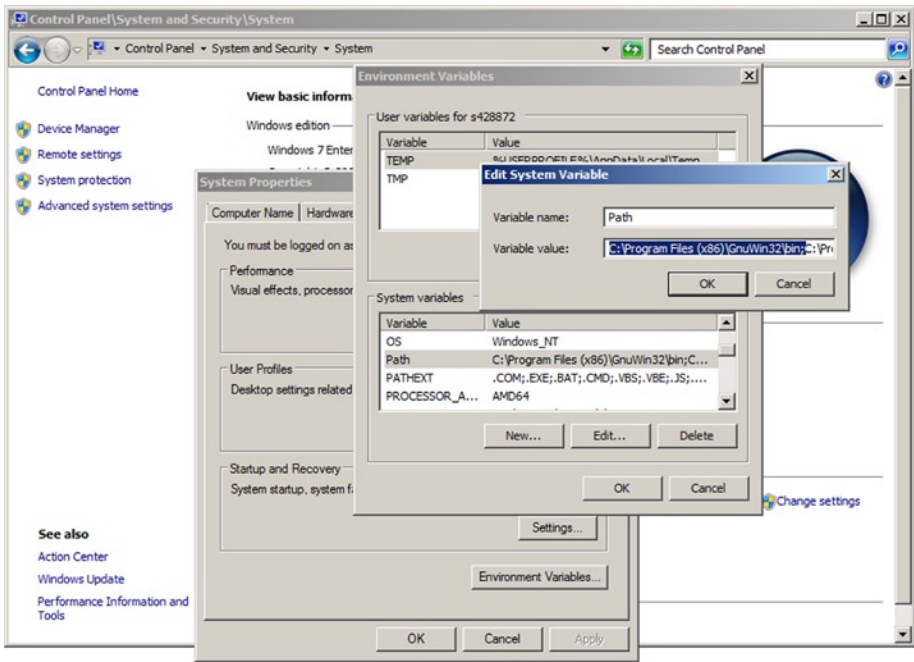 Control Panel\System and Security\System
Control Panel System and Security System
Search Control Panel
Control Panel Home
Device Manager
Remote settings
System protection
Advanced system settings
See also
Action Center
Windows Update
Performance Information and
Tools
View basic inform
Windows edition
Windows 7 Enter
Change settings
System Properties
Computer Name Hardware
You must be logged on as
Performance
Visual effects, processor
User Profiles
Desktop settings related
Startup and Recovery
System startup, system fa
Settings...
Environment Variables...
OK Cancel Apply
Environment Variables
User variables for s428872
Variable Value
TEMP %USERPROFILE%\AppData\Local\Temp
TMP
System variables
Variable Value
OS Windows_NT
Path C:\Program Files (x86)\GnuWin32\bin;C...
PATHEXT .COM;.EXE;.BAT;.CMD;.VBS;.VBE;.JS;....
PROCESSOR_A... AMD64
New... Edit... Delete
OK Cancel
Edit System Variable
Variable name: Path
Variable value: C:\Program Files (x86)\GnuWin32\bin;C:\Pr
OK Cancel